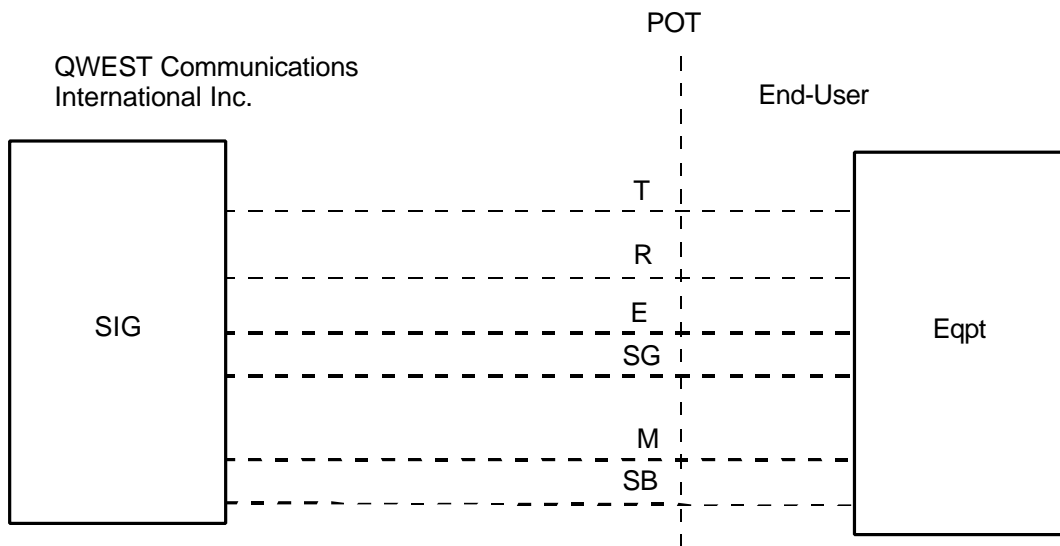 POT
QWEST Communications
International Inc.
End-User
T
R
E
SIG
Eqpt
SG
M
SB